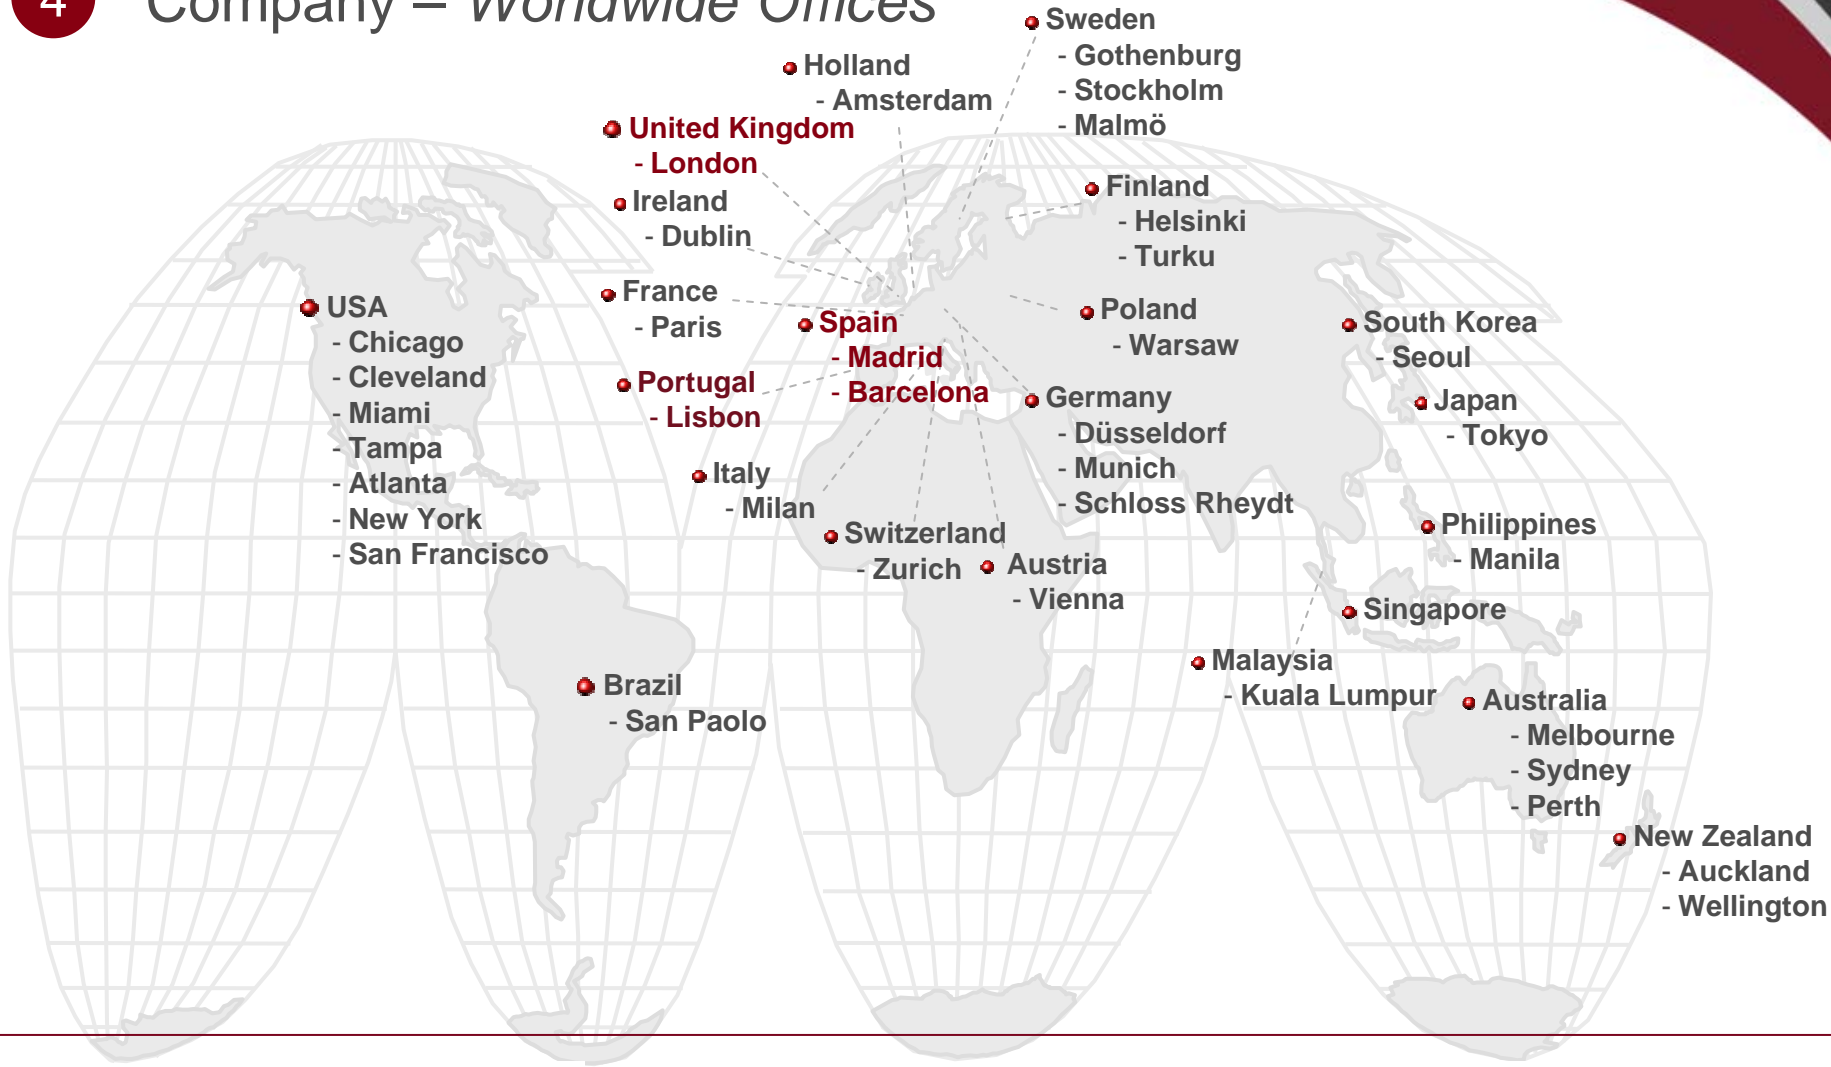 4
Company – Worldwide Offices
Sweden
- Gothenburg
- Stockholm
- Malmö
Holland
- Amsterdam
United Kingdom
- London
Ireland
- Dublin
Finland
- Helsinki
- Turku
France
- Paris
USA
- Chicago
- Cleveland
- Miami
- Tampa
- Atlanta
- New York
- San Francisco
Spain
- Madrid
- Barcelona
Poland
- Warsaw
South Korea
- Seoul
Portugal
- Lisbon
Germany
- Düsseldorf
- Munich
- Schloss Rheydt
Japan
- Tokyo
Italy
- Milan
Switzerland
- Zurich
Austria
- Vienna
Philippines
- Manila
Singapore
Malaysia
- Kuala Lumpur
Brazil
- San Paolo
Australia
- Melbourne
- Sydney
- Perth
New Zealand
- Auckland
- Wellington